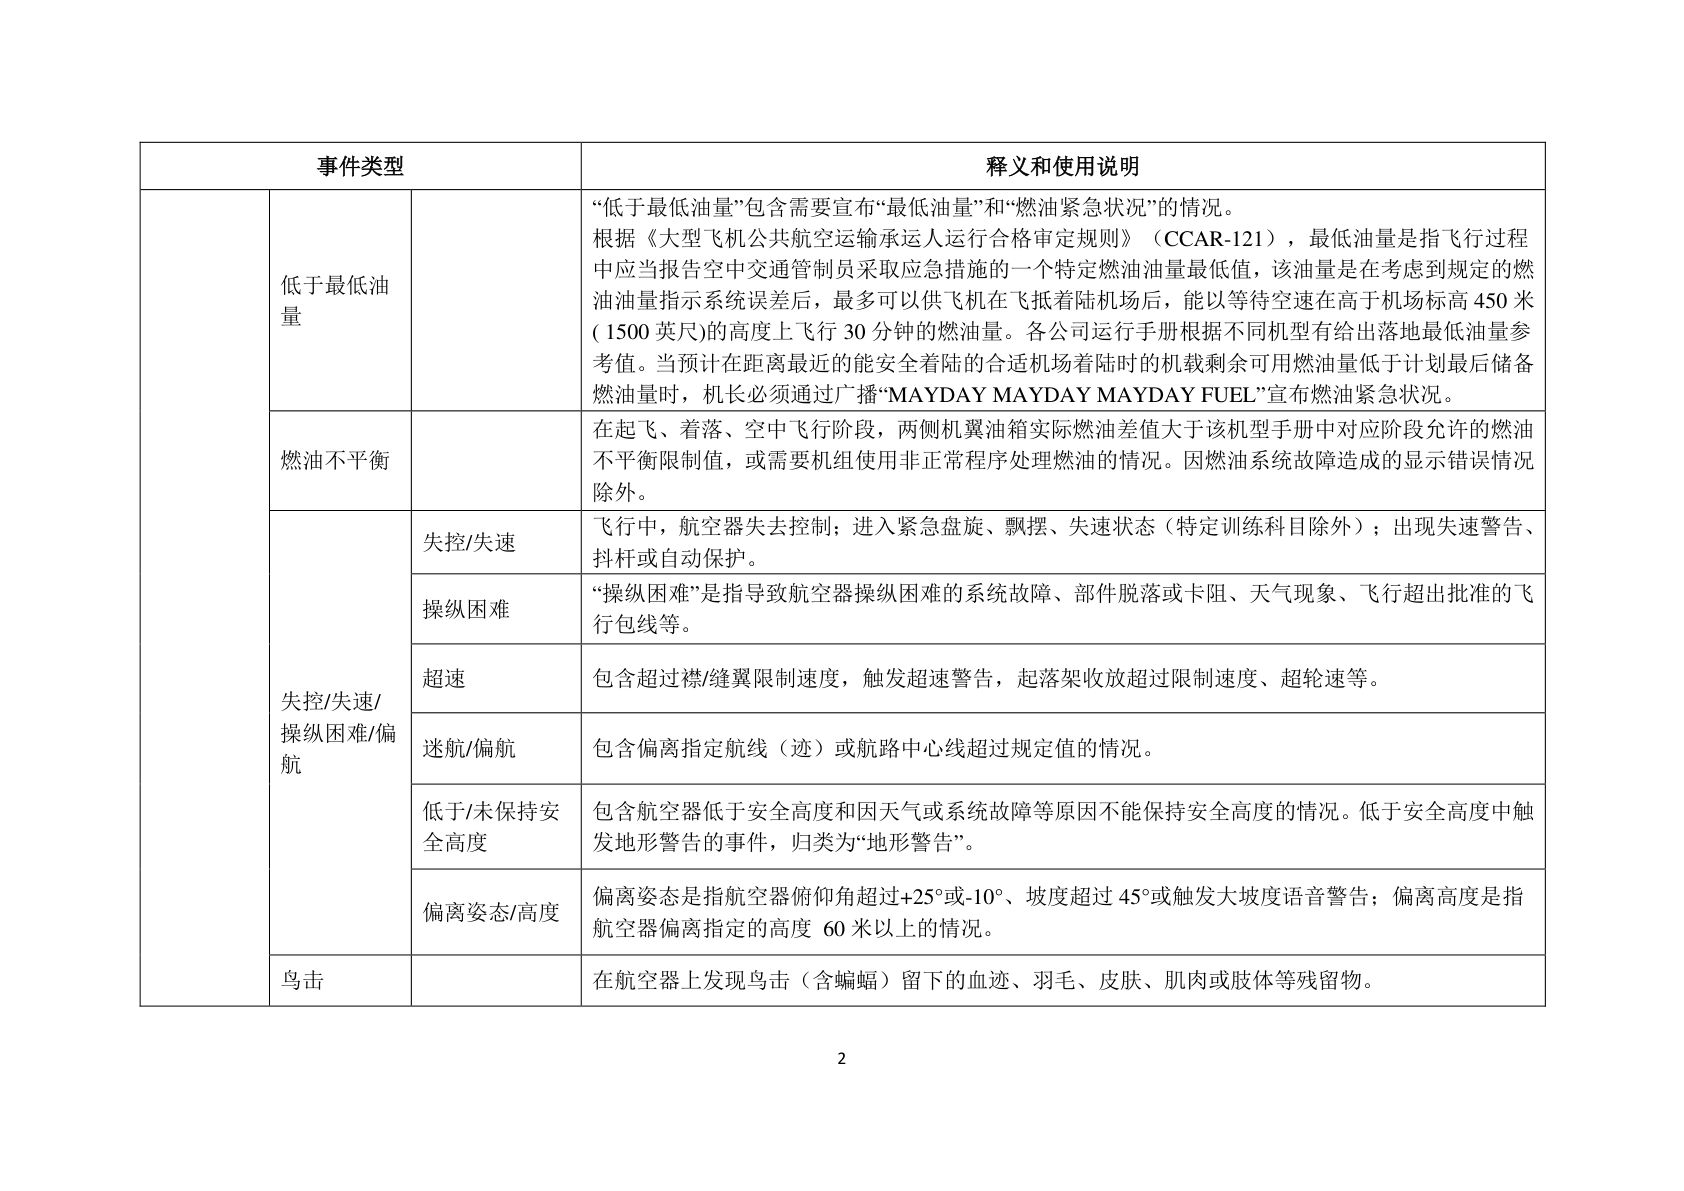 事件类型
释义和使用说明
低于最低油
量
“低于最低油量”包含需要宣布“最低油量”和“燃油紧急状况”的情况。
根据《大型飞机公共航空运输承运人运行合格审定规则》（CCAR-121），最低油量是指飞行过程
中应当报告空中交通管制员采取应急措施的一个特定燃油油量最低值，该油量是在考虑到规定的燃
油油量指示系统误差后，最多可以供飞机在飞抵着陆机场后，能以等待空速在高于机场标高 450 米
( 1500 英尺)的高度上飞行 30 分钟的燃油量。各公司运行手册根据不同机型有给出落地最低油量参
考值。当预计在距离最近的能安全着陆的合适机场着陆时的机载剩余可用燃油量低于计划最后储备
燃油量时，机长必须通过广播“MAYDAY MAYDAY MAYDAY FUEL”宣布燃油紧急状况。
燃油不平衡
在起飞、着落、空中飞行阶段，两侧机翼油箱实际燃油差值大于该机型手册中对应阶段允许的燃油
不平衡限制值，或需要机组使用非正常程序处理燃油的情况。因燃油系统故障造成的显示错误情况
除外。
失控/失速/
操纵困难/偏
航
失控/失速
飞行中，航空器失去控制；进入紧急盘旋、飘摆、失速状态（特定训练科目除外）；出现失速警告、
抖杆或自动保护。
操纵困难
“操纵困难”是指导致航空器操纵困难的系统故障、部件脱落或卡阻、天气现象、飞行超出批准的飞
行包线等。
超速
包含超过襟/缝翼限制速度，触发超速警告，起落架收放超过限制速度、超轮速等。
迷航/偏航
包含偏离指定航线（迹）或航路中心线超过规定值的情况。
低于/未保持安
全高度
包含航空器低于安全高度和因天气或系统故障等原因不能保持安全高度的情况。低于安全高度中触
发地形警告的事件，归类为“地形警告”。
偏离姿态/高度
偏离姿态是指航空器俯仰角超过+25°或-10°、坡度超过 45°或触发大坡度语音警告；偏离高度是指
航空器偏离指定的高度 60 米以上的情况。
鸟击
在航空器上发现鸟击（含蝙蝠）留下的血迹、羽毛、皮肤、肌肉或肢体等残留物。
2